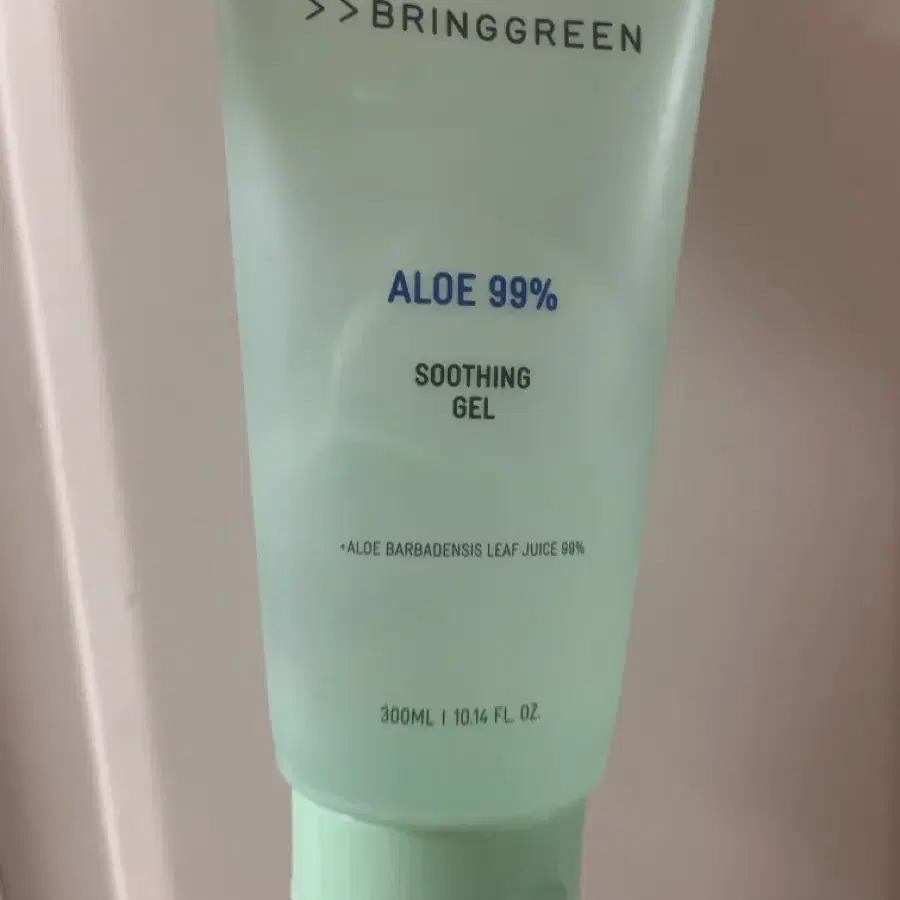 >>BRINGGREEN
ALOE 99%
SOOTHING
GEL
•ALOE BARBADENSIS LEAF JUICE 99%
300ML | 10.14 FL. OZ.